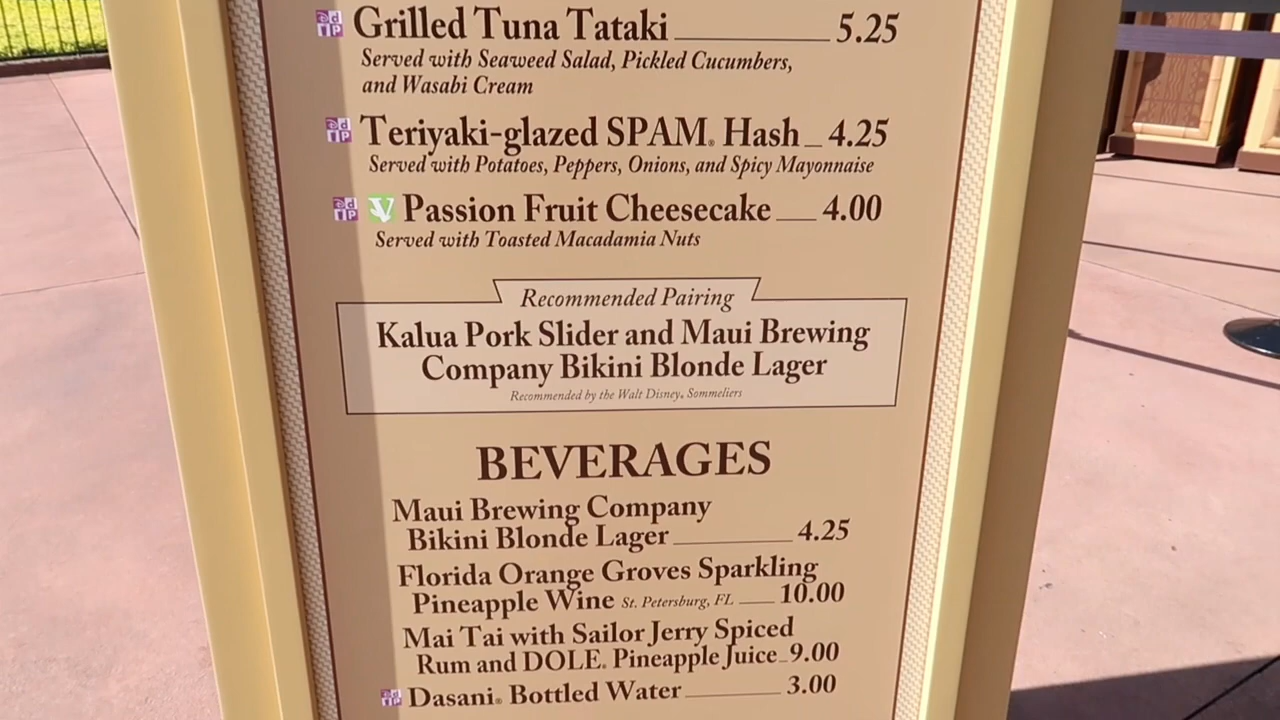 Grilled Tuna Tataki 5.25
Served with Seaweed Salad, Pickled Cucumbers,
and Wasabi Cream
Teriyaki-glazed SPAM® Hash 4.25
Served with Potatoes, Peppers, Onions, and Spicy Mayonnaise
V Passion Fruit Cheesecake 4.00
Served with Toasted Macadamia Nuts
Recommended Pairing
Kalua Pork Slider and Maui Brewing
Company Bikini Blonde Lager
Recommended by the Walt Disney® Sommeliers
BEVERAGES
Maui Brewing Company
Bikini Blonde Lager 4.25
Florida Orange Groves Sparkling
Pineapple Wine St. Petersburg, FL 10.00
Mai Tai with Sailor Jerry Spiced
Rum and DOLE® Pineapple Juice 9.00
Dasani® Bottled Water 3.00